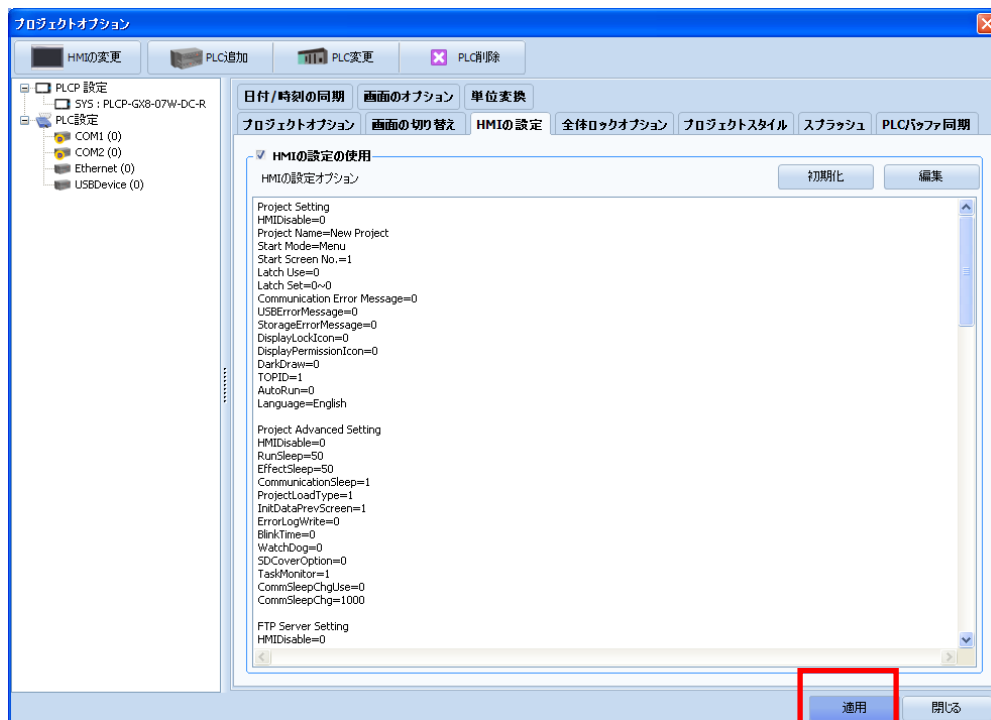 プロジェクトオプション
HMIの変更
PLC追加
PLC変更
PLC削除
PLCP 設定
SYS : PLCP-GX8-07W-DC-R
PLC設定
COM1 (0)
COM2 (0)
Ethernet (0)
USBDevice (0)
日付/時刻の同期 画面のオプション 単位変換
プロジェクトオプション 画面の切り替え HMIの設定 全体ロックオプション プロジェクトスタイル スプラッシュ PLCバッファ同期
HMIの設定の使用
HMIの設定オプション
初期化
編集
Project Setting
HMIDisable=0
Project Name=New Project
Start Mode=Menu
Start Screen No.=1
Latch Use=0
Latch Set=0~0
Communication Error Message=0
USBErrorMessage=0
StorageErrorMessage=0
DisplayLockIcon=0
DisplayPermissionIcon=0
DarkDraw=0
TOPID=1
AutoRun=0
Language=English
Project Advanced Setting
HMIDisable=0
RunSleep=50
EffectSleep=50
CommunicationSleep=1
ProjectLoadType=1
InitDataPrevScreen=1
ErrorLogWrite=0
BlinkTime=0
WatchDog=0
SDCoverOption=0
TaskMonitor=1
CommSleepChgUse=0
CommSleepChg=1000
FTP Server Setting
HMIDisable=0
適用
閉じる